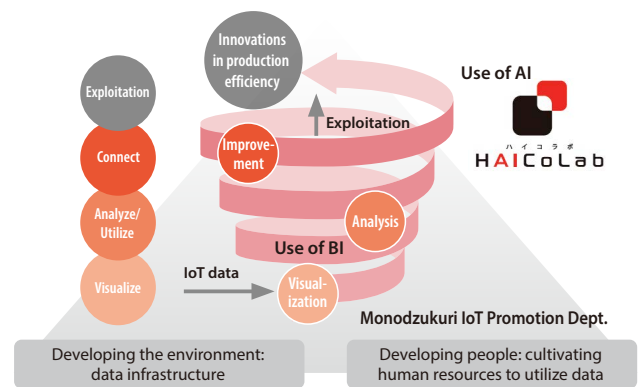 Innovations
in production
efficiency
Use of AI
Exploitation
Exploitation
ハイコラボ
HAICoLab
Improve-
ment
Connect
Analyze/
Utilize
Analysis
Use of BI
IoT data
Visualize
Visual-
ization
Monodzukuri IoT Promotion Dept.
Developing the environment:
data infrastructure
Developing people: cultivating
human resources to utilize data